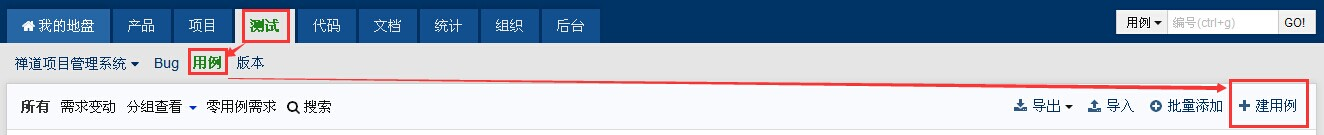 我的地盘 产品 项目 测试 代码 文档 统计 组织 后台 用例 编号(ctrl+g) GO!
禅道项目管理系统 Bug 用例 版本
所有 需求变动 分组查看 零用例需求 搜索 导出 导入 批量添加 建用例